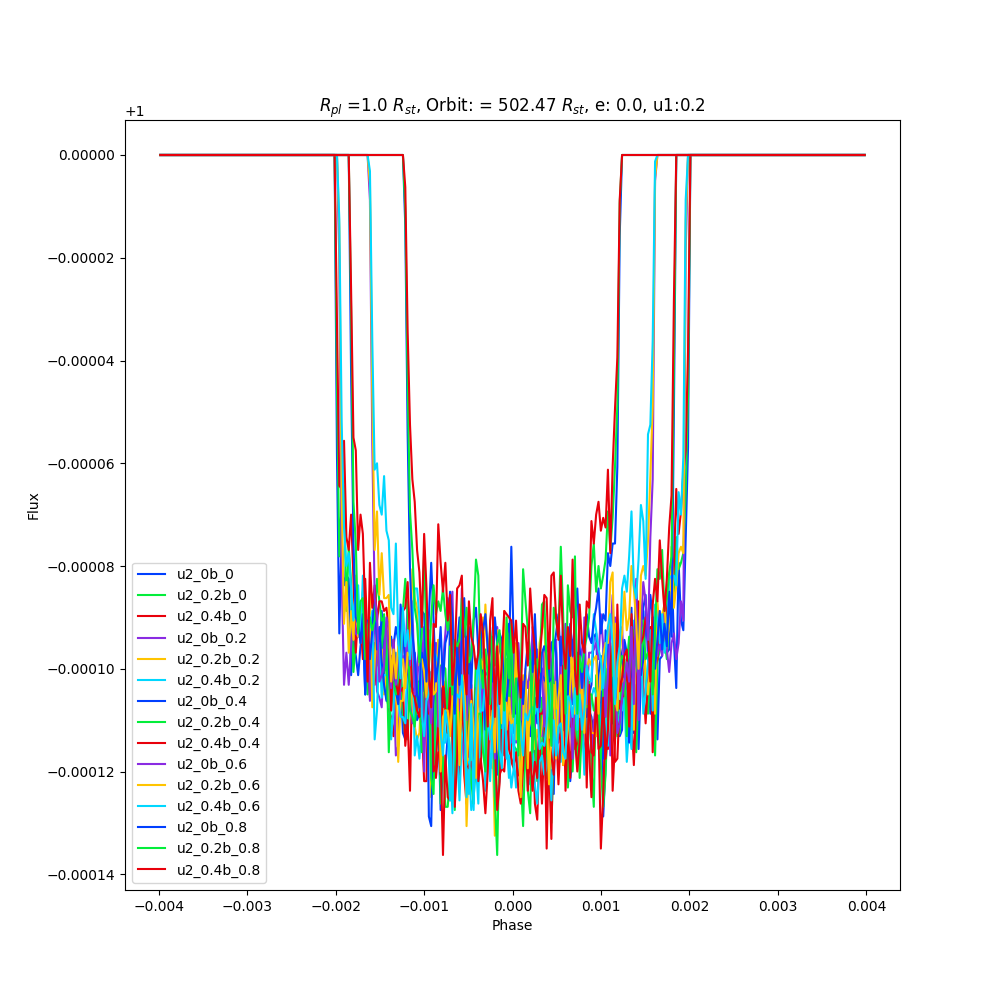 R_pl =1.0 R_st, Orbit: = 502.47 R_st, e: 0.0, u1:0.2
+1
0.00000
−0.00002
−0.00004
−0.00006
−0.00008
−0.00010
−0.00012
−0.00014
Flux
u2_0b_0
u2_0.2b_0
u2_0.4b_0
u2_0b_0.2
u2_0.2b_0.2
u2_0.4b_0.2
u2_0b_0.4
u2_0.2b_0.4
u2_0.4b_0.4
u2_0b_0.6
u2_0.2b_0.6
u2_0.4b_0.6
u2_0b_0.8
u2_0.2b_0.8
u2_0.4b_0.8
−0.004 −0.003 −0.002 −0.001 0.000 0.001 0.002 0.003 0.004
Phase